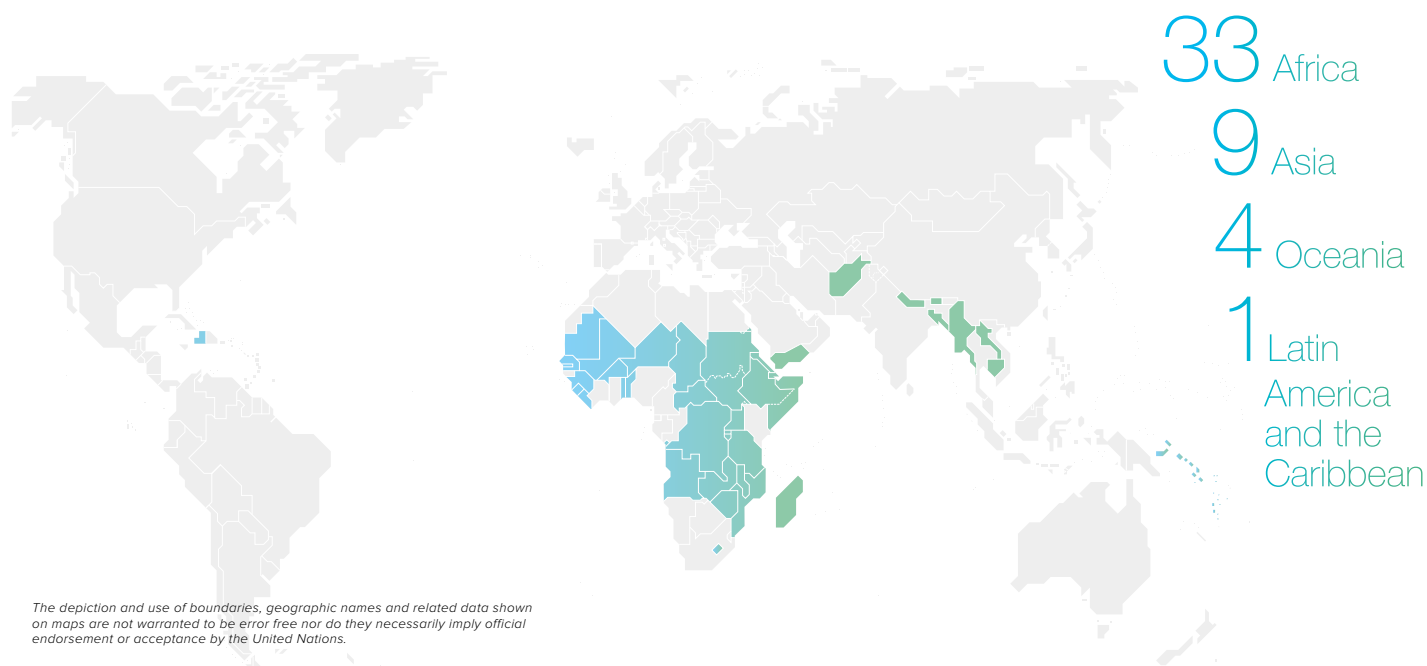 33 Africa
9 Asia
4 Oceania
1 Latin
America
and the
Caribbean
The depiction and use of boundaries, geographic names and related data shown
on maps are not warranted to be error free nor do they necessarily imply official
endorsement or acceptance by the United Nations.